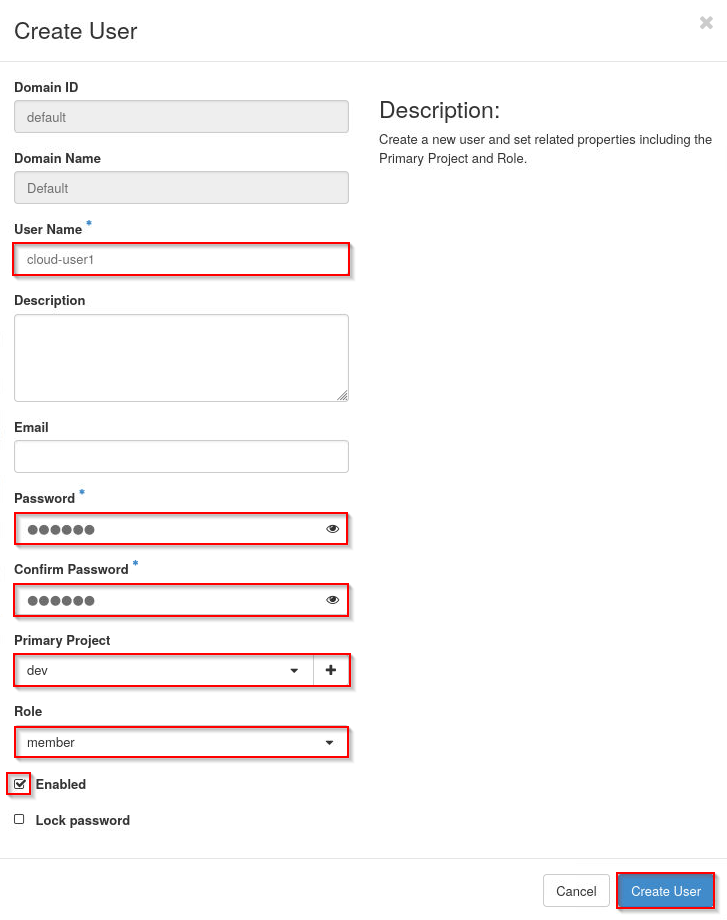 Create User
×
Domain ID
default
Description:
Create a new user and set related properties including the
Primary Project and Role.
Domain Name
Default
User Name *
cloud-user1
Description
Email
Password *
●●●●●●
Confirm Password *
●●●●●●
Primary Project
dev
+
Role
member
Enabled
Lock password
Cancel
Create User